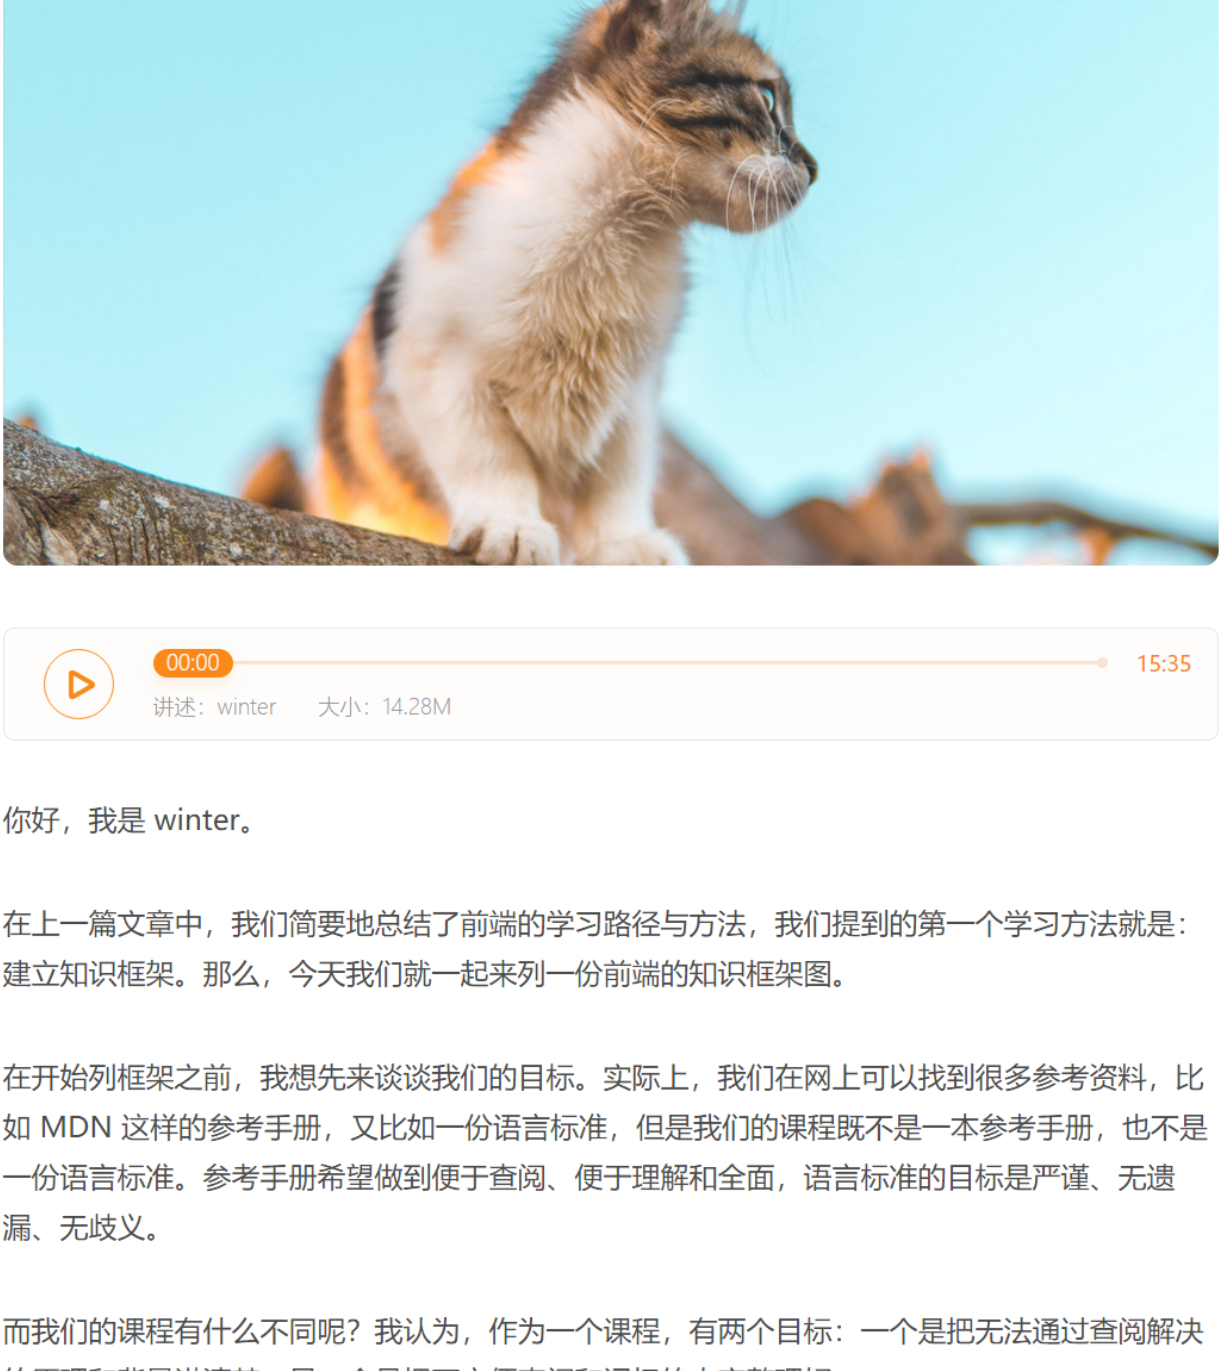 00:00
15:35
讲述：winter 大小：14.28M
你好，我是 winter。
在上一篇文章中，我们简要地总结了前端的学习路径与方法，我们提到的第一个学习方法就是：
建立知识框架。那么，今天我们就一起来列一份前端的知识框架图。
在开始列框架之前，我想先来谈谈我们的目标。实际上，我们在网上可以找到很多参考资料，比
如 MDN 这样的参考手册，又比如一份语言标准，但是我们的课程既不是一本参考手册，也不是
一份语言标准。参考手册希望做到便于查阅、便于理解和全面，语言标准的目标是严谨、无遗
漏、无歧义。
而我们的课程有什么不同呢？我认为，作为一个课程，有两个目标：一个是把无法通过查阅解决